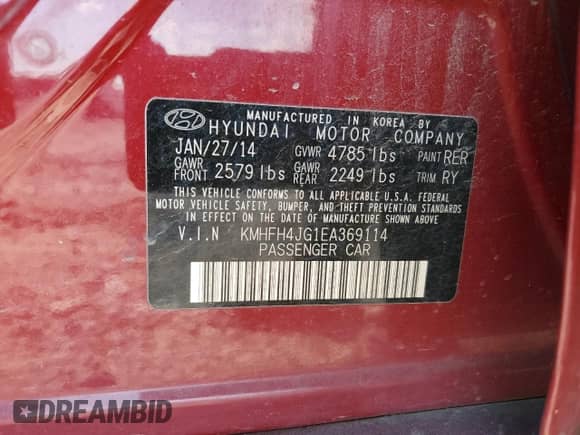 MANUFACTURED IN KOREA BY
HYUNDAI MOTOR COMPANY
JAN/27/14 GVWR 4785 lbs PAINT RER
GAWR FRONT 2579 lbs GAWR REAR 2249 lbs TRIM RY
THIS VEHICLE CONFORMS TO ALL APPLICABLE U.S.A. FEDERAL
MOTOR VEHICLE SAFETY, BUMPER, AND THEFT PREVENTION STANDARDS
IN EFFECT ON THE DATE OF MANUFACTURE SHOWN ABOVE.
V.I.N KMHFH4JG1EA369114
PASSENGER CAR
DREAMBID